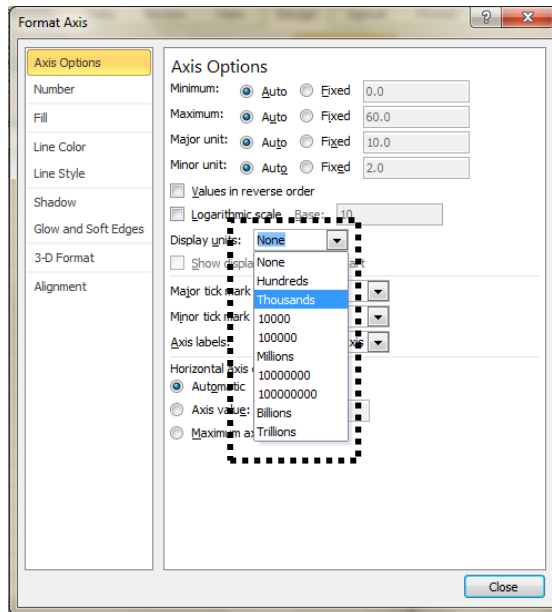 Format Axis
Axis Options
Number
Fill
Line Color
Line Style
Shadow
Glow and Soft Edges
3-D Format
Alignment
Axis Options
Minimum: Auto Fixed 0.0
Maximum: Auto Fixed 60.0
Major unit: Auto Fixed 10.0
Minor unit: Auto Fixed 2.0
Values in reverse order
Logarithmic scale Base: 10
Display units: None
Show
None
Hundreds
Thousands
10000
100000
Millions
10000000
100000000
Billions
Trillions
Major tick mark
Minor tick mark
Axis labels:
Horizontal axis
Automatic
Axis value:
Maximum
Close